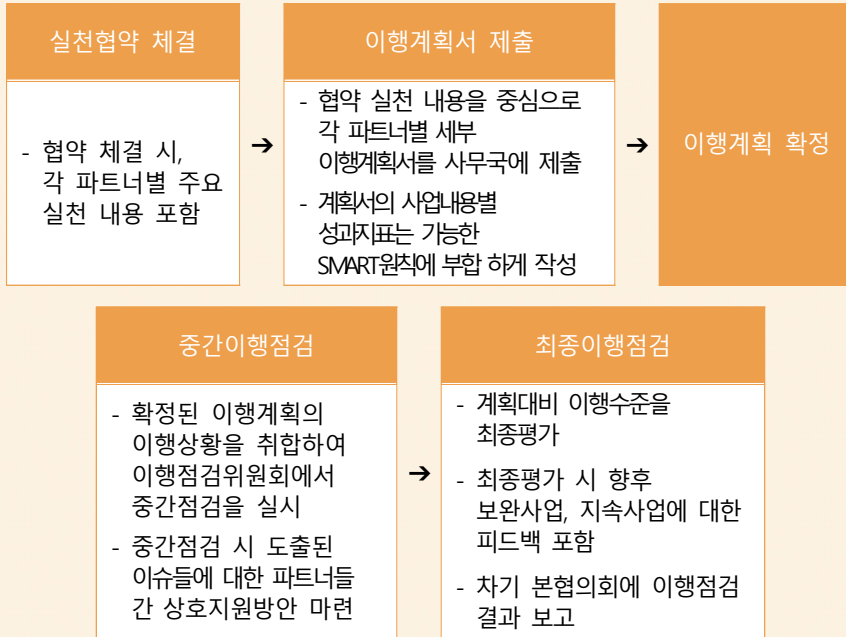 실천협약 체결
- 협약 체결 시,
각 파트너별 주요
실천 내용 포함
➔
이행계획서 제출
- 협약 실천 내용을 중심으로
각 파트너별 세부
이행계획서를 사무국에 제출
- 계획서의 사업내용별
성과지표는 가능한
SMART원칙에 부합 하게 작성
➔
이행계획 확정
중간이행점검
- 확정된 이행계획의
이행상황을 취합하여
이행점검위원회에서
중간점검을 실시
- 중간점검 시 도출된
이슈들에 대한 파트너들
간 상호지원방안 마련
➔
최종이행점검
- 계획대비 이행수준을
최종평가
- 최종평가 시 향후
보완사업, 지속사업에 대한
피드백 포함
- 차기 본협의회에 이행점검
결과 보고